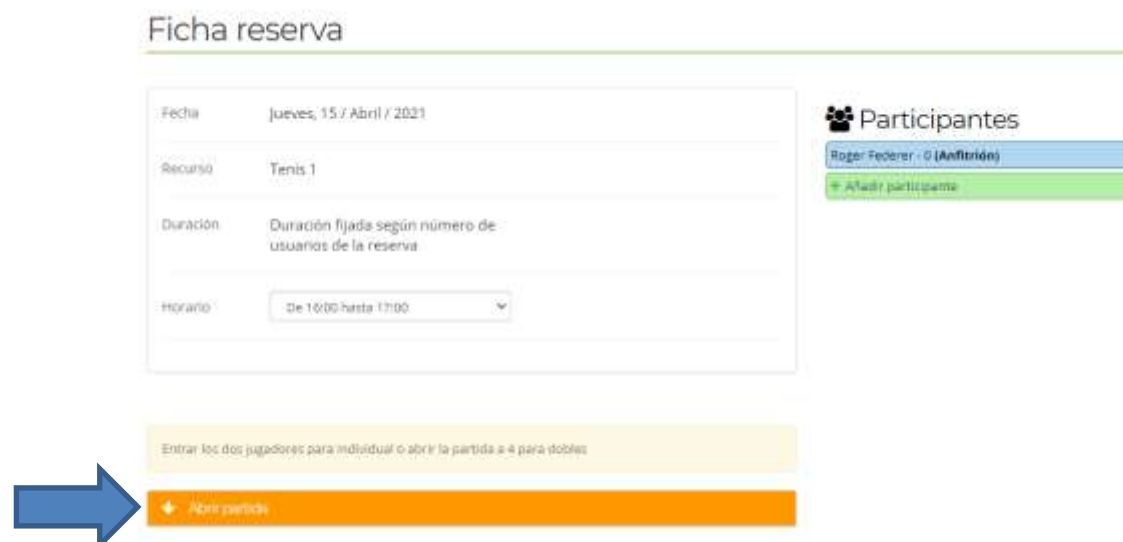 Ficha reserva
Fecha
Jueves, 15 / Abril / 2021
Recurso
Tenis 1
Duración
Duración fijada según número de
usuarios de la reserva
Horario
De 16:00 hasta 17:00
Participantes
Roger Federer - 0 (Anfitrión)
+ Añadir participante
Entrar los dos jugadores para individual o abrir la partida a 4 para dobles
Abrir partida